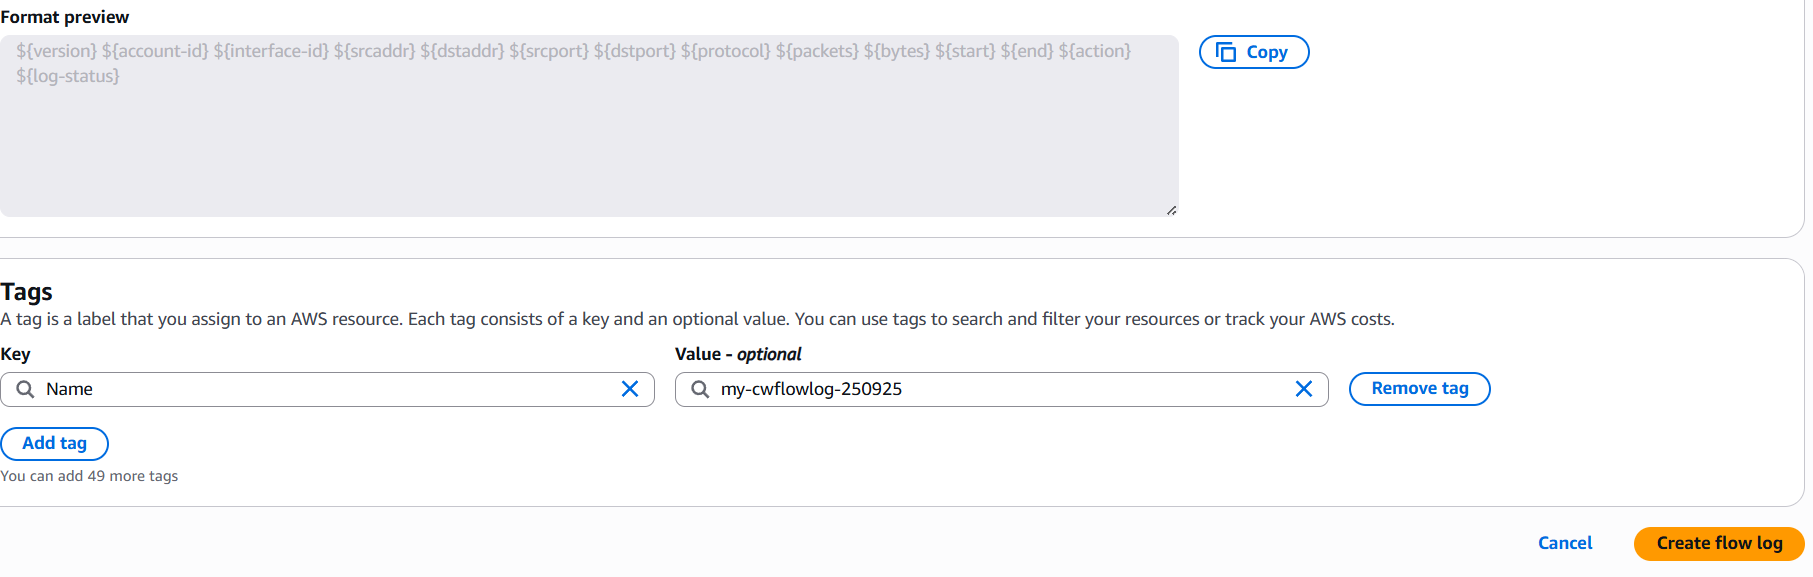 Format preview
${version} ${account-id} ${interface-id} ${srcaddr} ${dstaddr} ${srcport} ${dstport} ${protocol} ${packets} ${bytes} ${start} ${end} ${action}
${log-status}
Copy
Tags
A tag is a label that you assign to an AWS resource. Each tag consists of a key and an optional value. You can use tags to search and filter your resources or track your AWS costs.
Key
Value - optional
Name
my-cwflowlog-250925
Remove tag
Add tag
You can add 49 more tags
Cancel
Create flow log